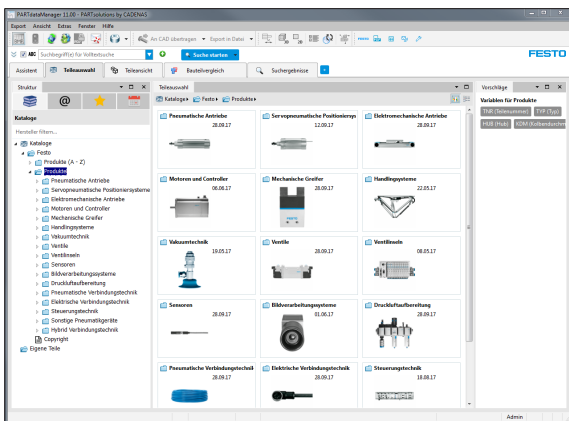 PARTdataManager 11.00 - PARTsolutions by CADENAS
Export Ansicht Extras Fenster Hilfe
An CAD übertragen Export in Datei
ABC Suchbegriff(e) für Volltextsuche Suche starten FESTO
Assistent Teileauswahl Teileansicht Bauteilvergleich Suchergebnisse
Struktur Teileauswahl Vorschläge
Kataloge Festo Produkte
Variablen für Produkte
TNR (Teilenummer) TYP (Typ)
HUB (Hub) KDM (Kolbendurchm
Kataloge
Hersteller filtern...
Kataloge
Festo
Produkte (A - Z)
Produkte
Pneumatische Antriebe
Servopneumatische Positioniersysteme
Elektromechanische Antriebe
Motoren und Controller
Mechanische Greifer
Handlingsysteme
Vakuumtechnik
Ventile
Ventilinseln
Sensoren
Bildverarbeitungssysteme
Druckluftaufbereitung
Pneumatische Verbindungstechnik
Elektrische Verbindungstechnik
Steuerungstechnik
Sonstige Pneumatikgeräte
Hybrid Verbindungstechnik
Copyright
Eigene Teile
Pneumatische Antriebe
28.09.17
Servopneumatische Positioniersys
12.09.17
Elektromechanische Antriebe
28.09.17
Motoren und Controller
06.06.17
Mechanische Greifer
28.09.17
FESTO
Handlingsysteme
22.05.17
Vakuumtechnik
19.05.17
Ventile
28.09.17
Ventilinseln
08.05.17
Sensoren
28.09.17
Bildverarbeitungssysteme
01.06.17
Druckluftaufbereitung
28.09.17
Pneumatische Verbindungstechnik
28.09.17
Elektrische Verbindungstechnik
28.09.17
Steuerungstechnik
18.08.17
Admin